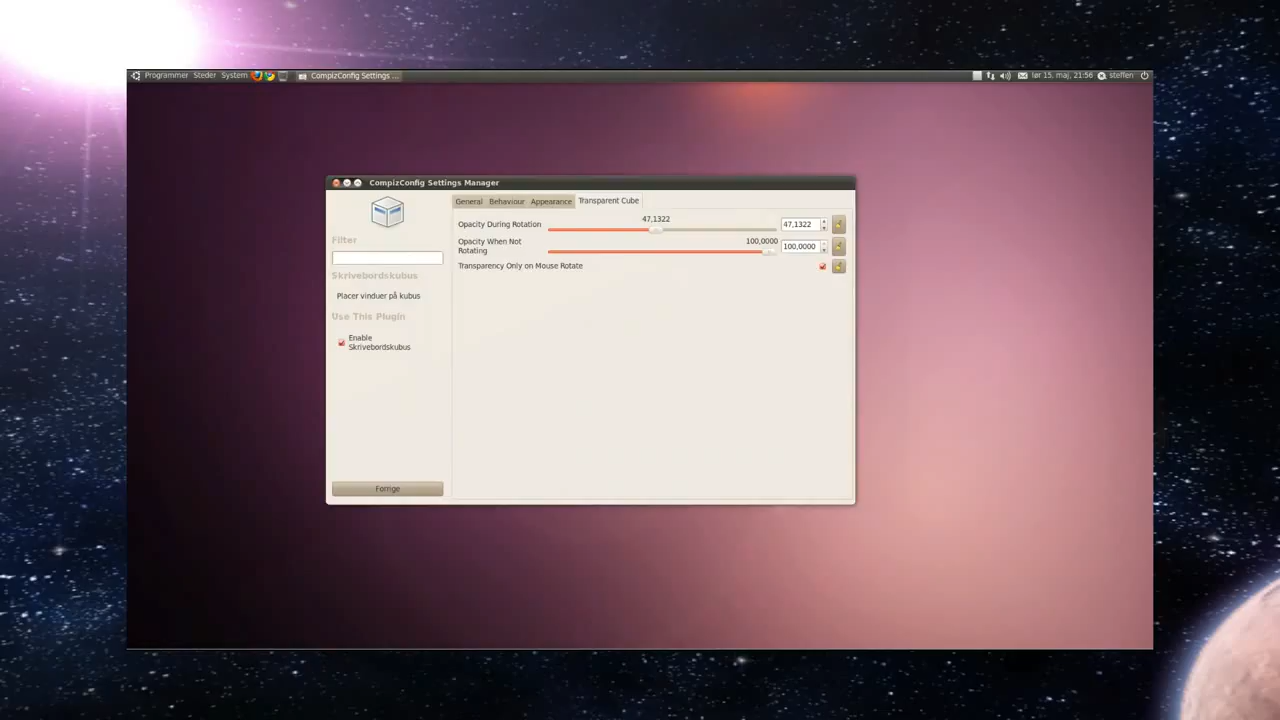 Programmer Steder System CompizConfig Settings ... lør 15. maj, 21:56 steffen
CompizConfig Settings Manager
General Behaviour Appearance Transparent Cube
Filter
Skrivebordskubus
Placer vinduer på kubus
Use This Plugin
Enable
Skrivebordskubus
Forrige
47,1322
Opacity During Rotation 47,1322
Opacity When Not 100,0000
Rotating 100,0000
Transparency Only on Mouse Rotate